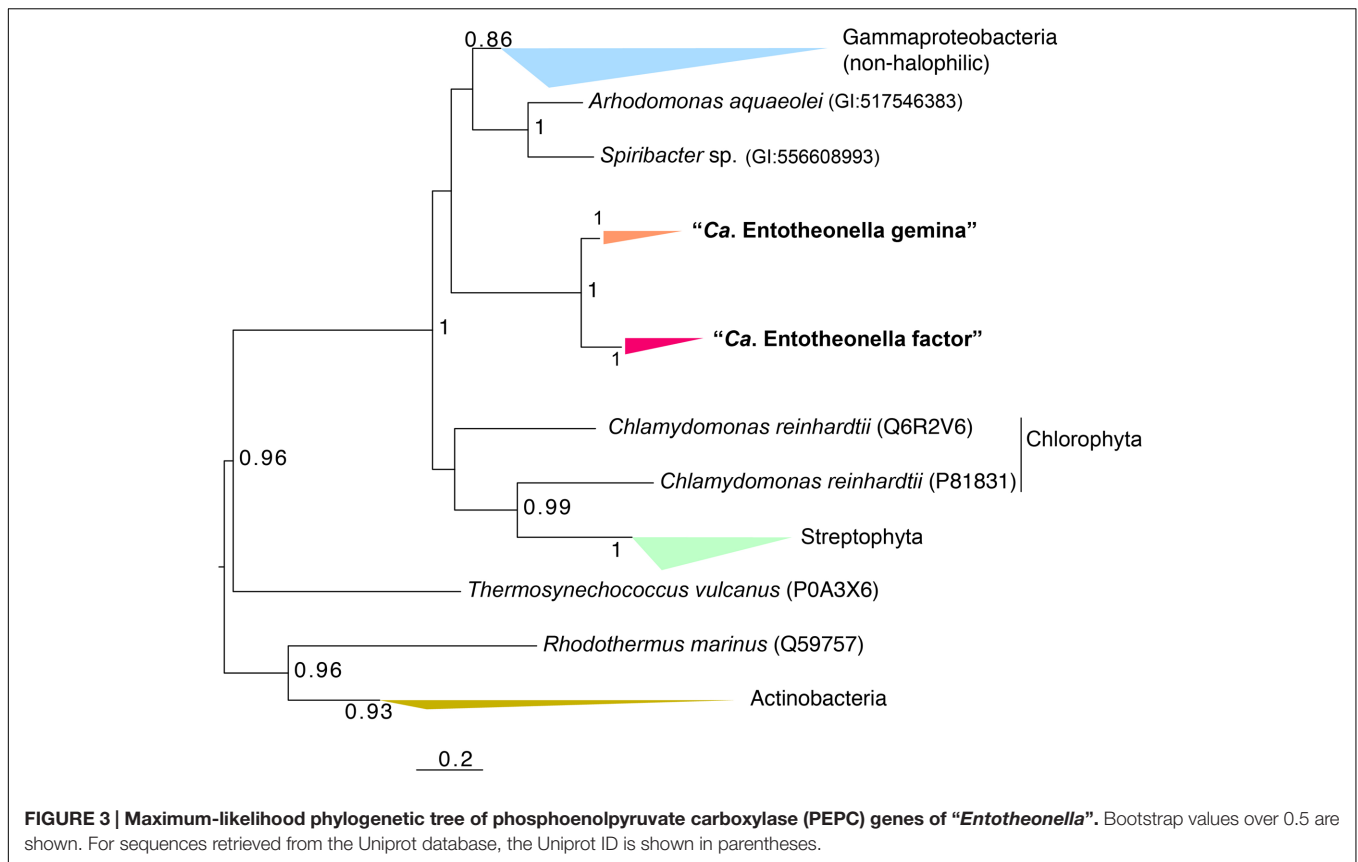 0.86
Gammaproteobacteria
(non-halophilic)
Arhodomonas aquaeolei (GI:517546383)
1
Spiribacter sp. (GI:556608993)
1
“Ca. Entotheonella gemina”
1
“Ca. Entotheonella factor”
1
1
Chlamydomonas reinhardtii (Q6R2V6)
Chlorophyta
0.96
Chlamydomonas reinhardtii (P81831)
0.99
Streptophyta
1
Thermosynechococcus vulcanus (P0A3X6)
Rhodothermus marinus (Q59757)
0.96
Actinobacteria
0.93
0.2
FIGURE 3 | Maximum-likelihood phylogenetic tree of phosphoenolpyruvate carboxylase (PEPC) genes of “Entotheonella”. Bootstrap values over 0.5 are
shown. For sequences retrieved from the Uniprot database, the Uniprot ID is shown in parentheses.